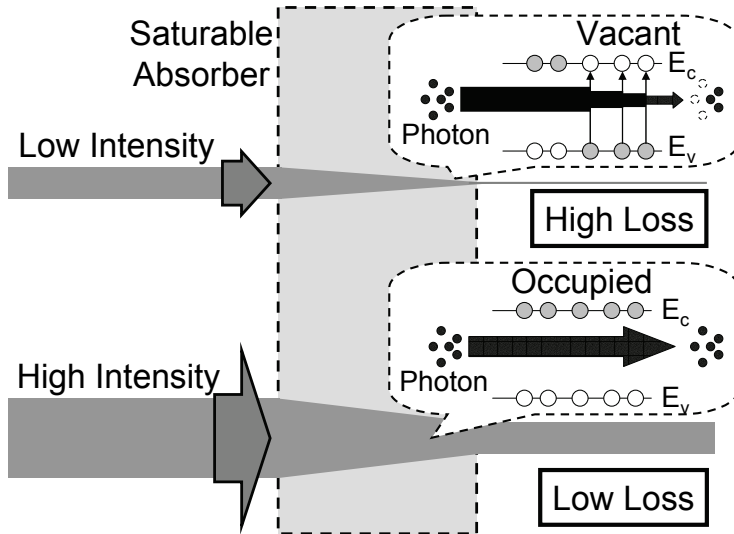 Saturable
Absorber
Vacant
E_c
Photon
E_v
Low Intensity
High Loss
Occupied
E_c
Photon
E_v
High Intensity
Low Loss